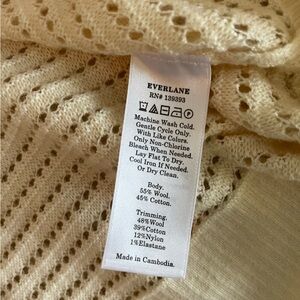 EVERLANE
RN# 139393
Machine Wash Cold.
Gentle Cycle Only.
With Like Colors.
Only Non-Chlorine
Bleach When Needed.
Lay Flat To Dry.
Cool Iron If Needed.
Or Dry Clean.
Body.
55% Wool.
45% Cotton.
Trimming.
48%Wool
39%Cotton
12%Nylon
1%Elastane
Made in Cambodia.